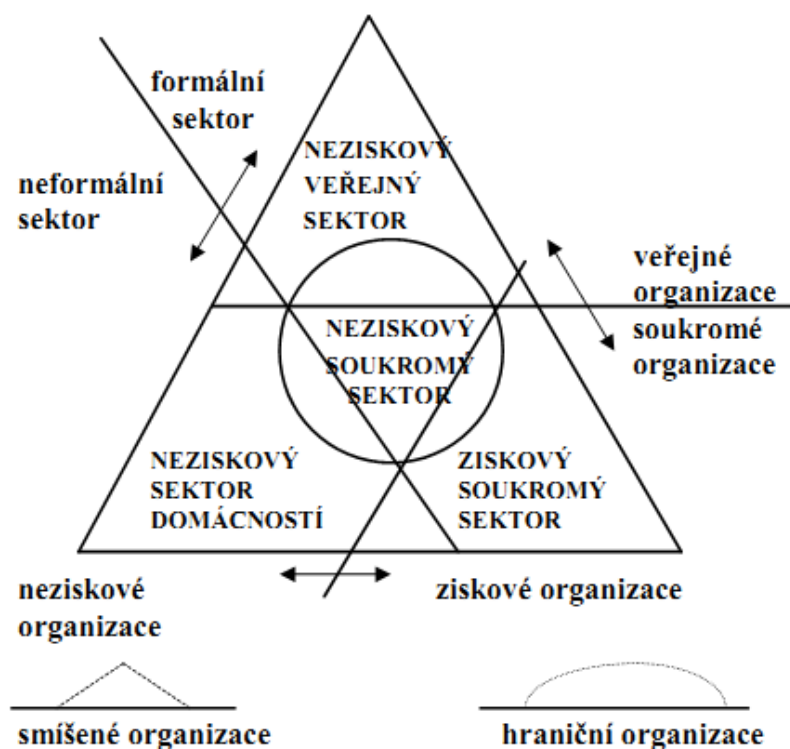 formální
sektor
neformální
sektor
NEZISKOVÝ
VEŘEJNÝ
SEKTOR
veřejné
organizace
soukromé
organizace
NEZISKOVÝ
SOUKROMÝ
SEKTOR
NEZISKOVÝ
SEKTOR
DOMÁCNOSTÍ
ZISKOVÝ
SOUKROMÝ
SEKTOR
neziskové
organizace
ziskové organizace
smíšené organizace
hraniční organizace